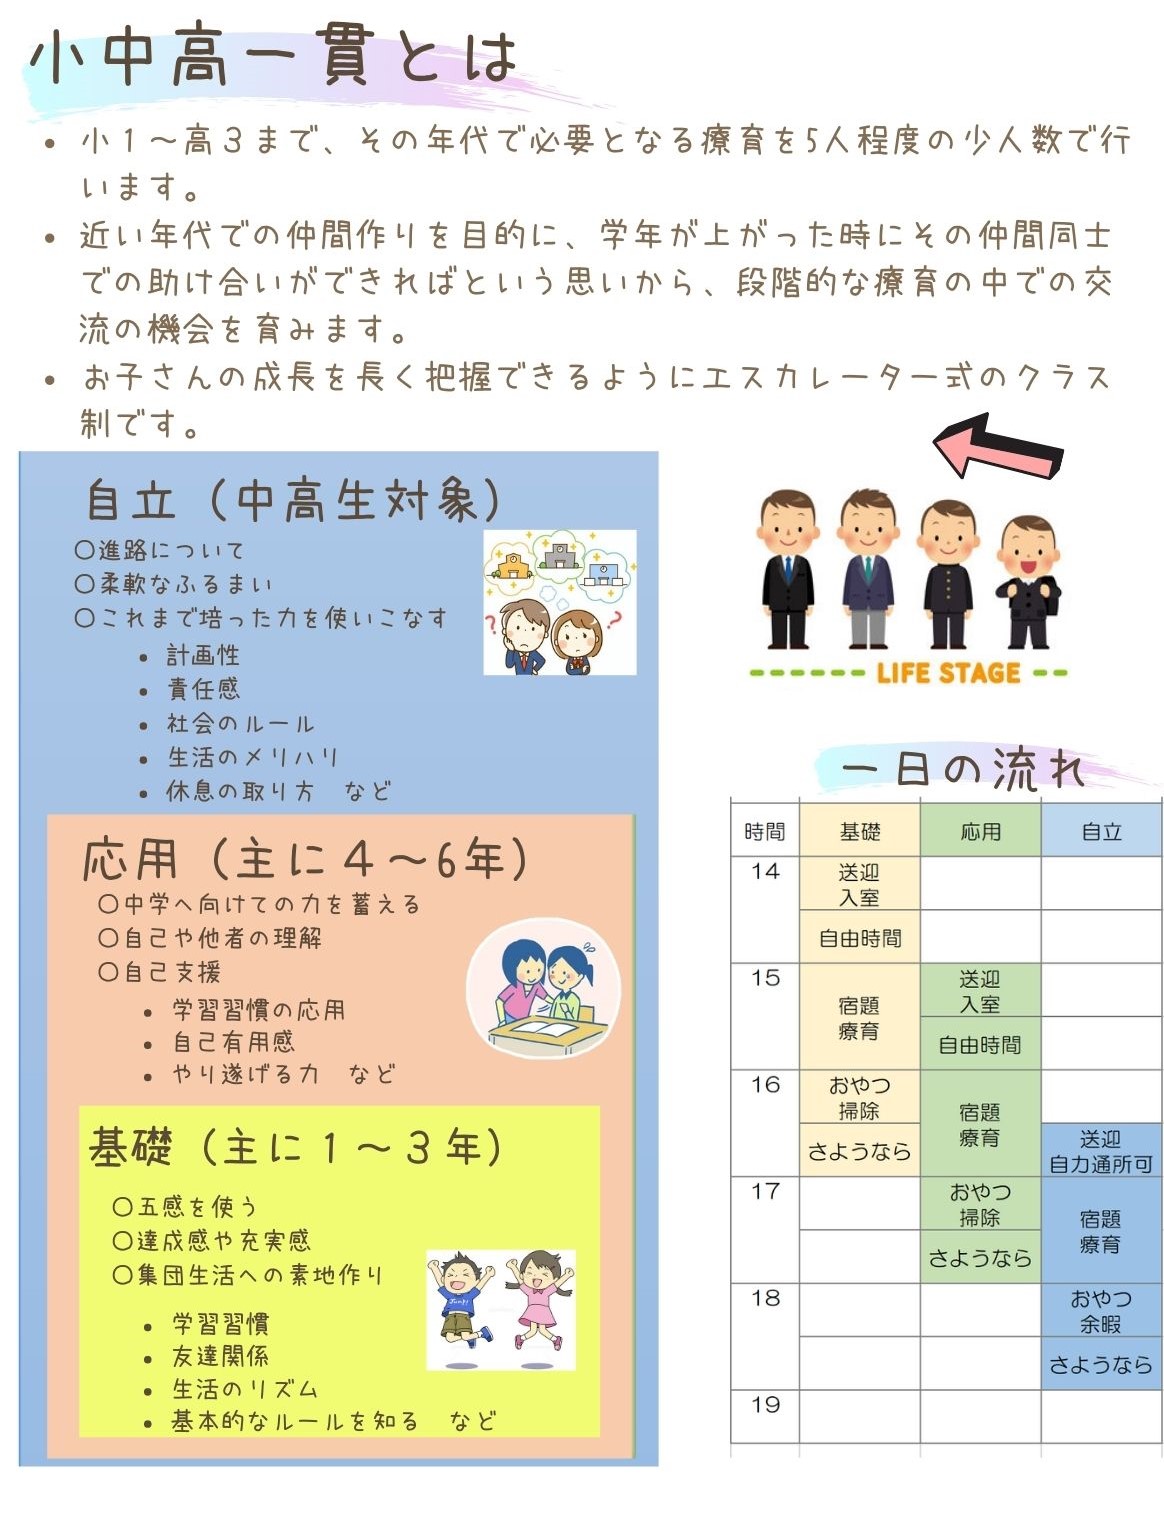 小中高一貫とは
• 小１～高３まで、その年代で必要となる療育を5人程度の少人数で行
います。
• 近い年代での仲間作りを目的に、学年が上がった時にその仲間同士
での助け合いができればという思いから、段階的な療育の中での交
流の機会を育みます。
• お子さんの成長を長く把握できるようにエスカレーター式のクラス
制です。
自立（中高生対象）
〇進路について
〇柔軟なふるまい
〇これまで培った力を使いこなす
• 計画性
• 責任感
• 社会のルール
• 生活のメリハリ
• 休息の取り方　など
応用（主に４～6年）
〇中学へ向けての力を蓄える
〇自己や他者の理解
〇自己支援
• 学習習慣の応用
• 自己有用感
• やり遂げる力　など
基礎（主に１～３年）
〇五感を使う
〇達成感や充実感
〇集団生活への素地作り
• 学習習慣
• 友達関係
• 生活のリズム
• 基本的なルールを知る　など
Jump!
LIFE STAGE
一日の流れ
時間 基礎 応用 自立
14 送迎
入室
自由時間
15 宿題
療育
送迎
入室
自由時間
16 おやつ
掃除
さようなら
宿題
療育
送迎
自力通所可
17 おやつ
掃除
さようなら
宿題
療育
18 おやつ
余暇
さようなら
19